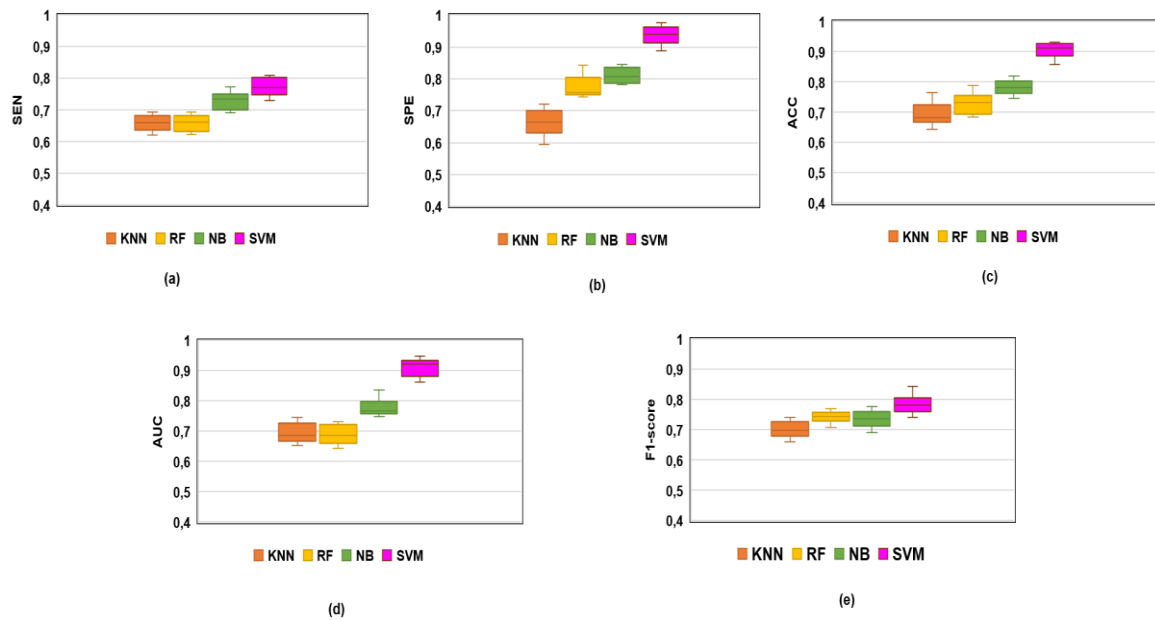 1
0,9
0,8
0,7
0,6
0,5
0,4
SEN
KNN RF NB SVM
(a)
1
0,9
0,8
0,7
0,6
0,5
0,4
SPE
KNN RF NB SVM
(b)
1
0,9
0,8
0,7
0,6
0,5
0,4
ACC
KNN RF NB SVM
(c)
1
0,9
0,8
0,7
0,6
0,5
0,4
AUC
KNN RF NB SVM
(d)
1
0,9
0,8
0,7
0,6
0,5
0,4
F1-score
KNN RF NB SVM
(e)